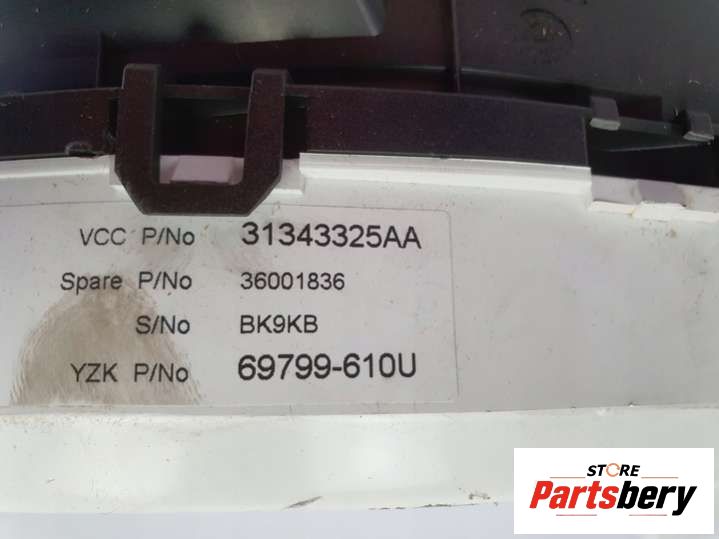 VCC P/No 31343325AA
Spare P/No 36001836
S/No BK9KB
YZK P/No 69799-610U
STORE
Partsbery